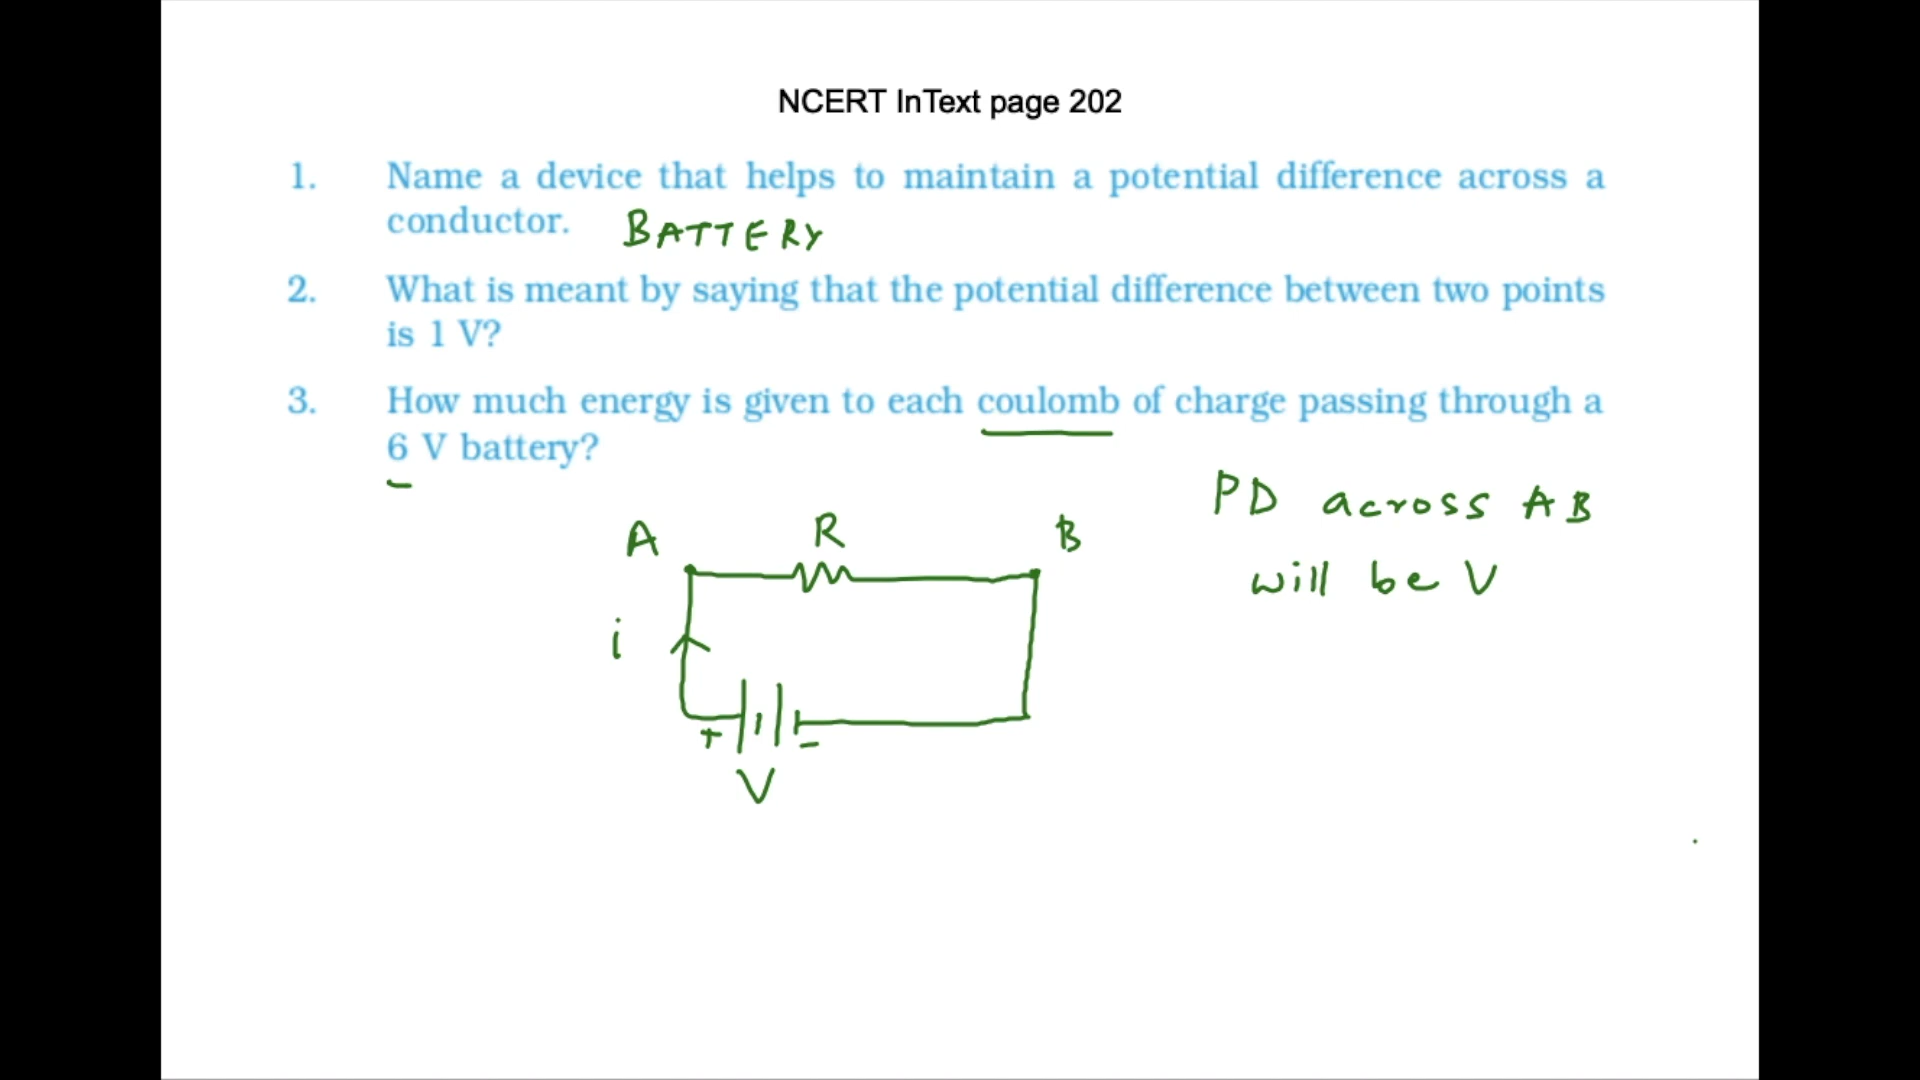 NCERT InText page 202
1. Name a device that helps to maintain a potential difference across a
conductor. BATTERY
2. What is meant by saying that the potential difference between two points
is 1 V?
3. How much energy is given to each coulomb of charge passing through a
6 V battery?
PD across AB
will be V
A R B
i
+ -
V